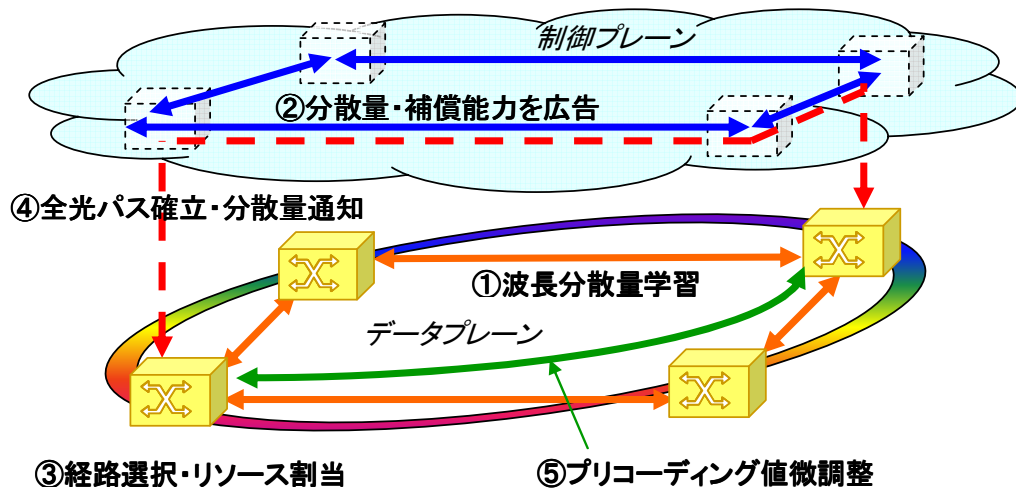 制御プレーン
②分散量・補償能力を広告
④全光パス確立・分散量通知
①波長分散量学習
データプレーン
③経路選択・リソース割当
⑤プリコーディング値微調整